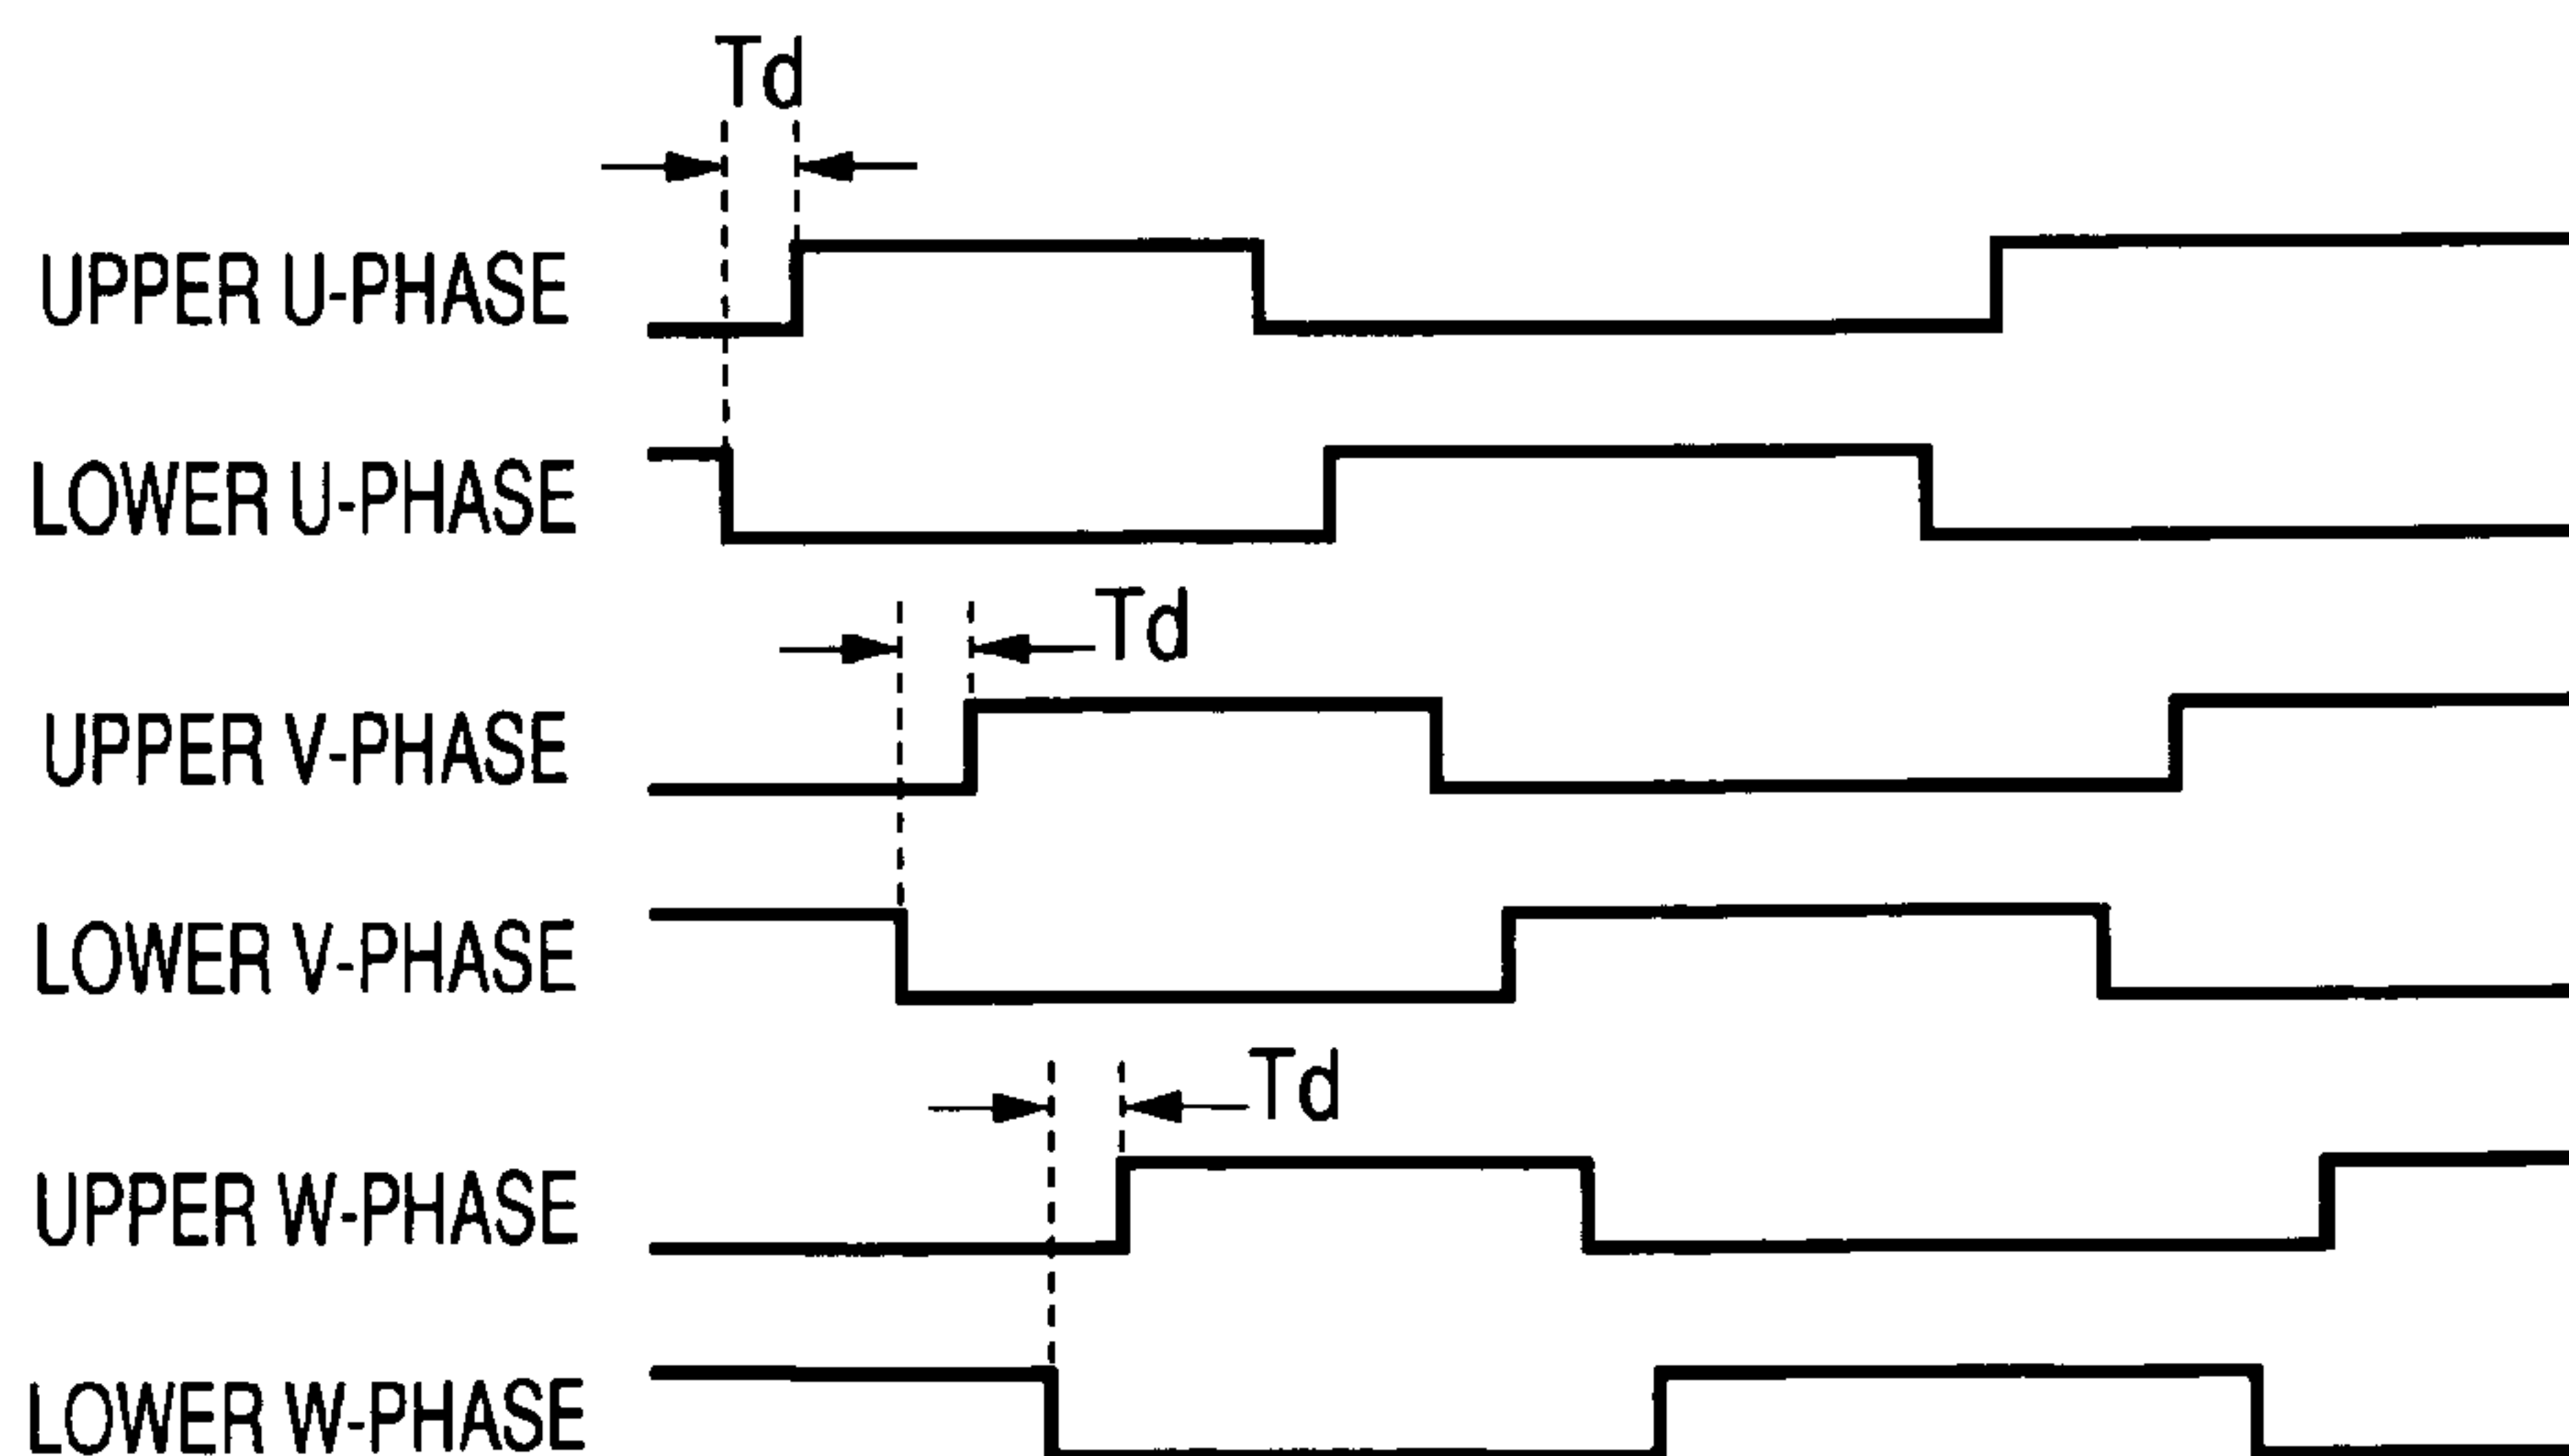 Td
UPPER U-PHASE
LOWER U-PHASE
Td
UPPER V-PHASE
LOWER V-PHASE
Td
UPPER W-PHASE
LOWER W-PHASE